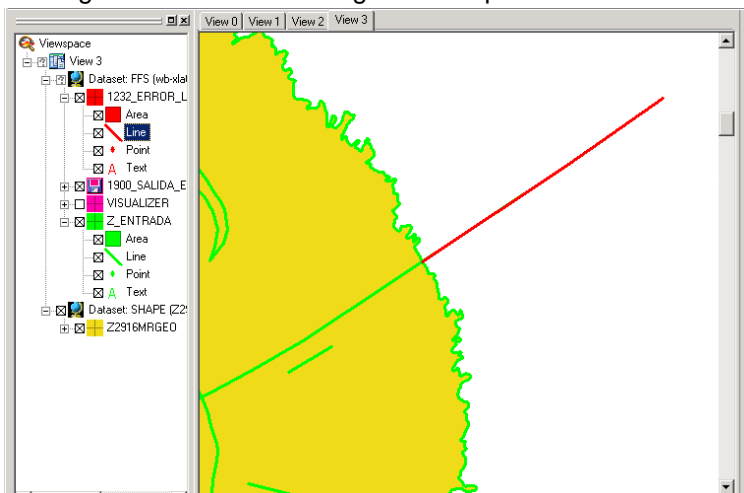 View 0 View 1 View 2 View 3
Viewspace
View 3
Dataset: FFS (wb-xla
1232_ERROR_L
Area
Line
Point
A Text
1900_SALIDA_E
VISUALIZER
Z_ENTRADA
Area
Line
Point
A Text
Dataset: SHAPE (Z29
Z2916MRGEO